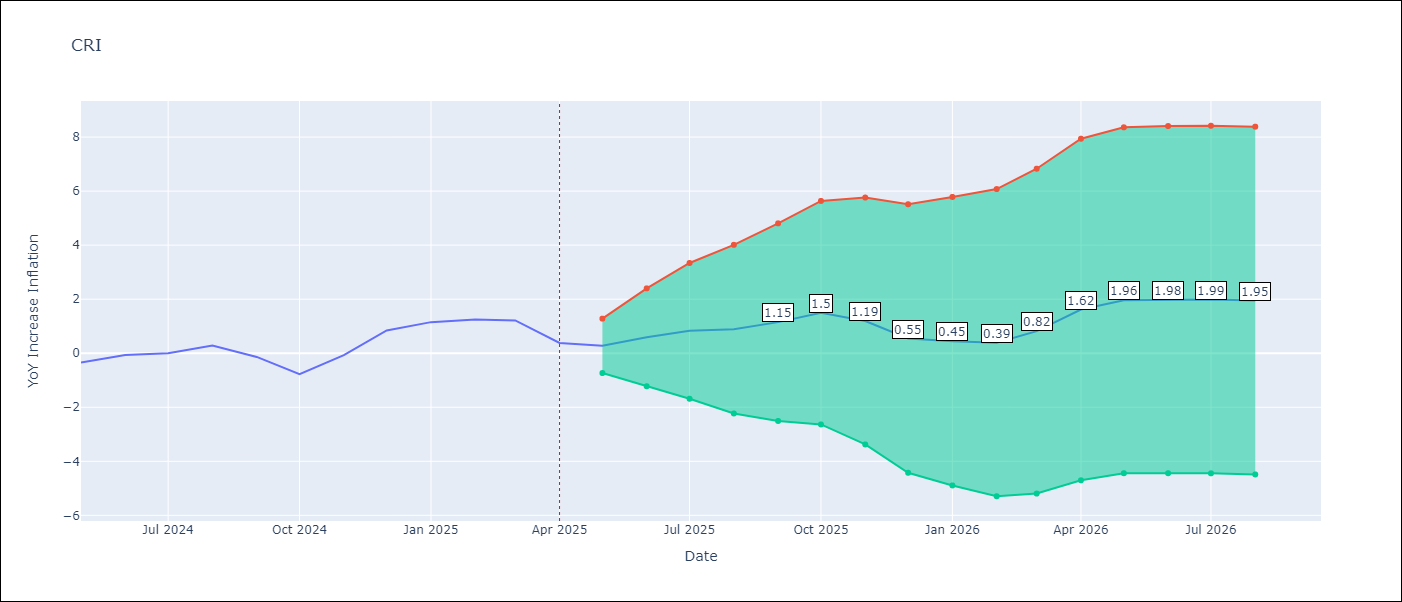 CRI
YoY Increase Inflation
8
6
4
2
0
−2
−4
−6
1.15
1.5
1.19
0.55
0.45
0.39
0.82
1.62
1.96
1.98
1.99
1.95
Jul 2024
Oct 2024
Jan 2025
Apr 2025
Jul 2025
Oct 2025
Jan 2026
Apr 2026
Jul 2026
Date